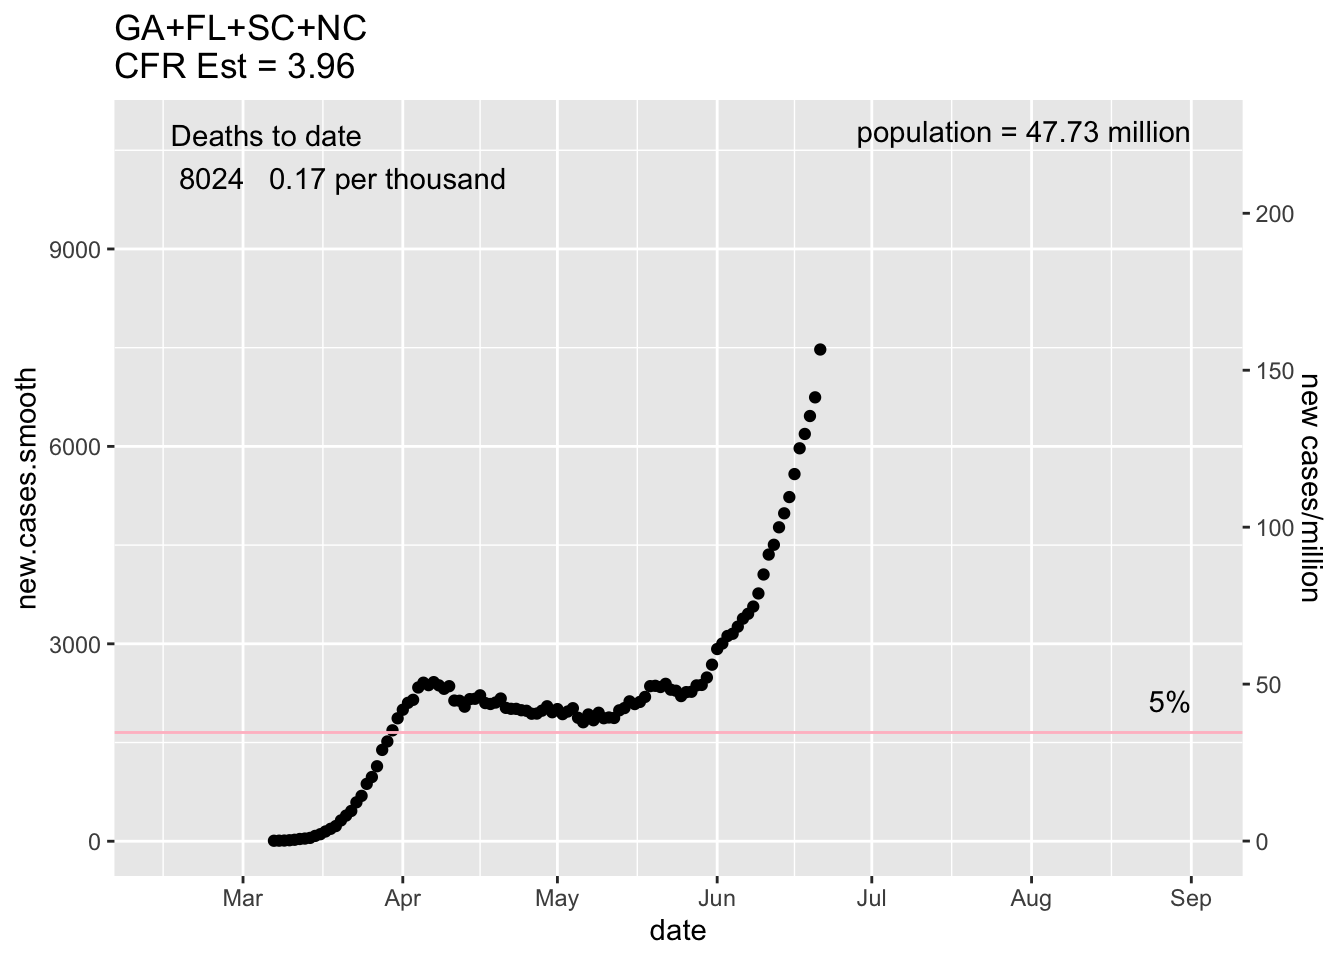 GA+FL+SC+NC
CFR Est = 3.96
Deaths to date
8024 0.17 per thousand
population = 47.73 million
new.cases.smooth
9000
6000
3000
0
200
150
100
50
0
new cases/million
5%
Mar Apr May Jun Jul Aug Sep
date